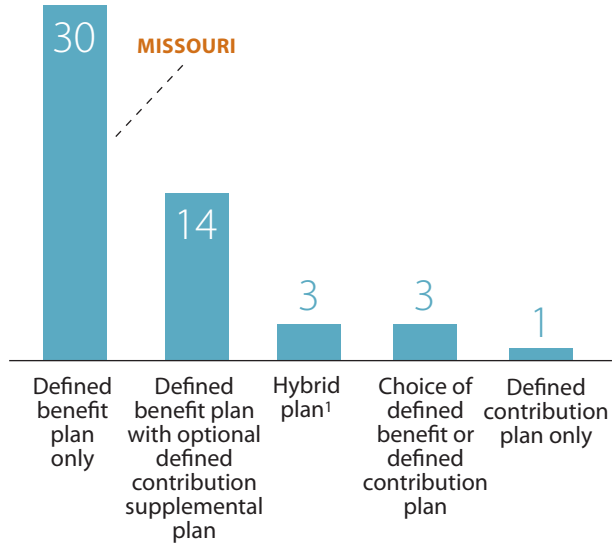 30
MISSOURI
14
3
3
1
Defined
benefit
plan
only
Defined
benefit plan
with optional
defined
contribution
supplemental
plan
Hybrid
plan¹
Choice of
defined
benefit or
defined
contribution
plan
Defined
contribution
plan only